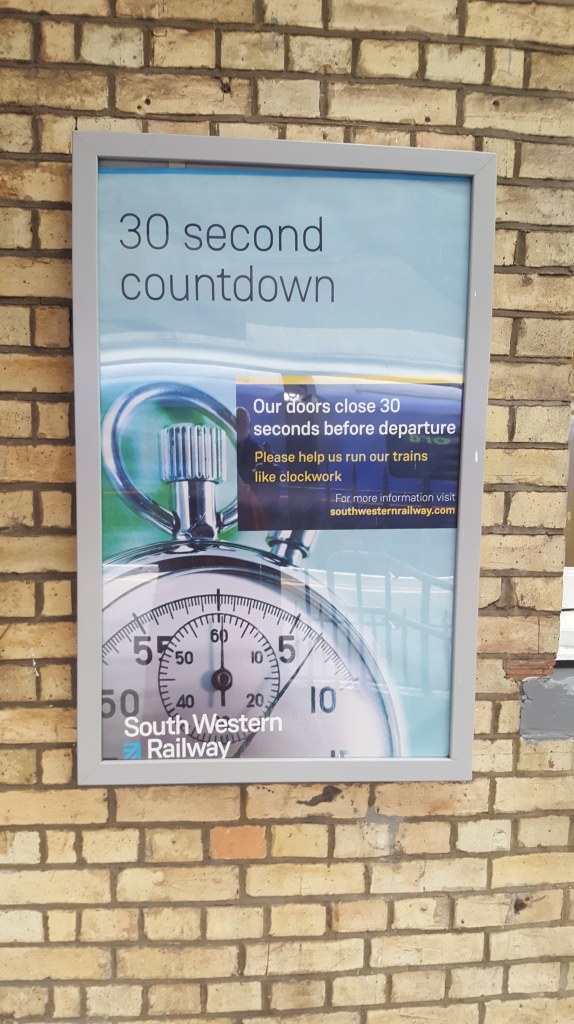 30 second
countdown
Our doors close 30
seconds before departure
Please help us run our trains
like clockwork
For more information visit
southwesternrailway.com
60
55
50
10
5
50
40
20
10
South Western
Railway